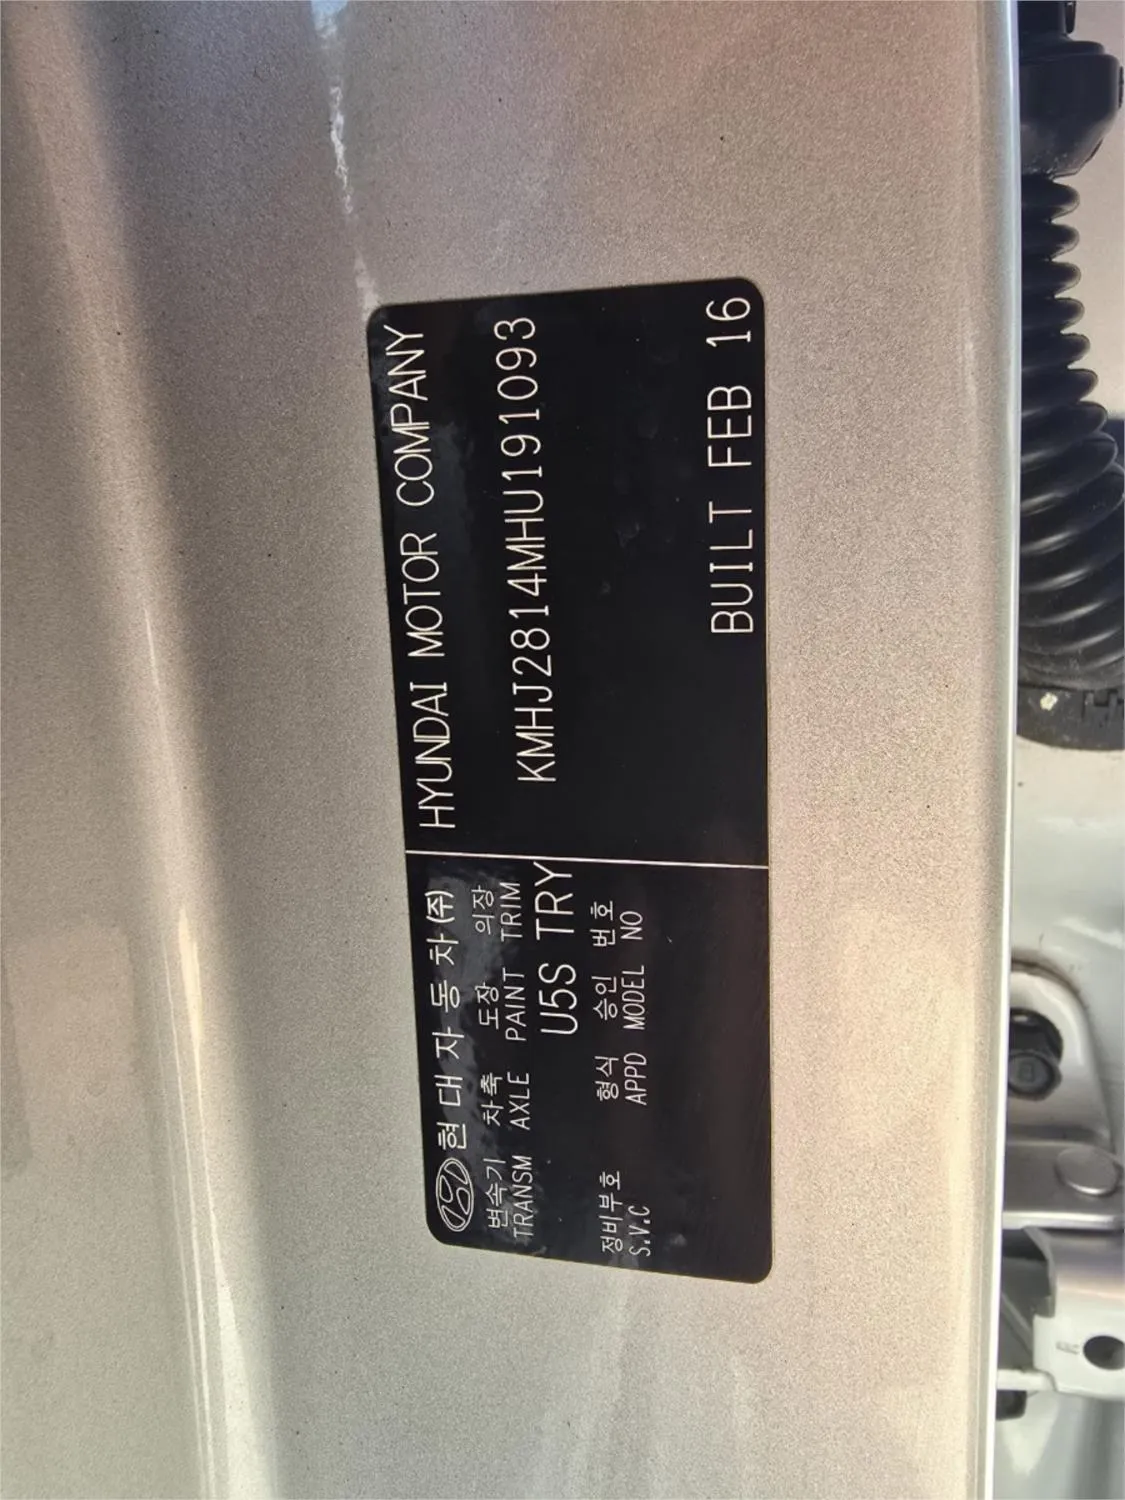 현대자동차(주)
변속기 차축 도장 의장
TRANSM AXLE PAINT TRIM
U5S TRY
형식 승인 번호
정비부호 APPD MODEL NO
S.V.C
HYUNDAI MOTOR COMPANY
KMHJ2814MHU191093
BUILT FEB 16